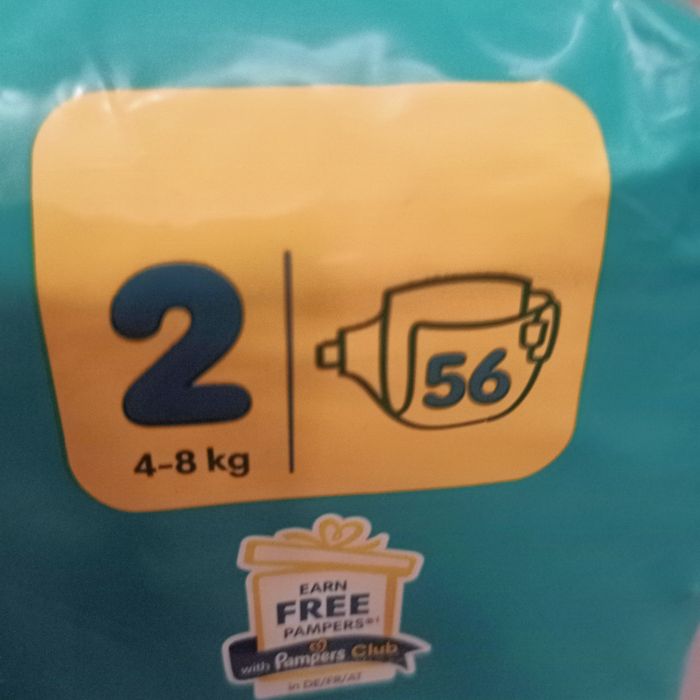 2
4-8 kg
56
EARN
FREE
PAMPERS®¹
with Pampers Club
in DE/FR/AT